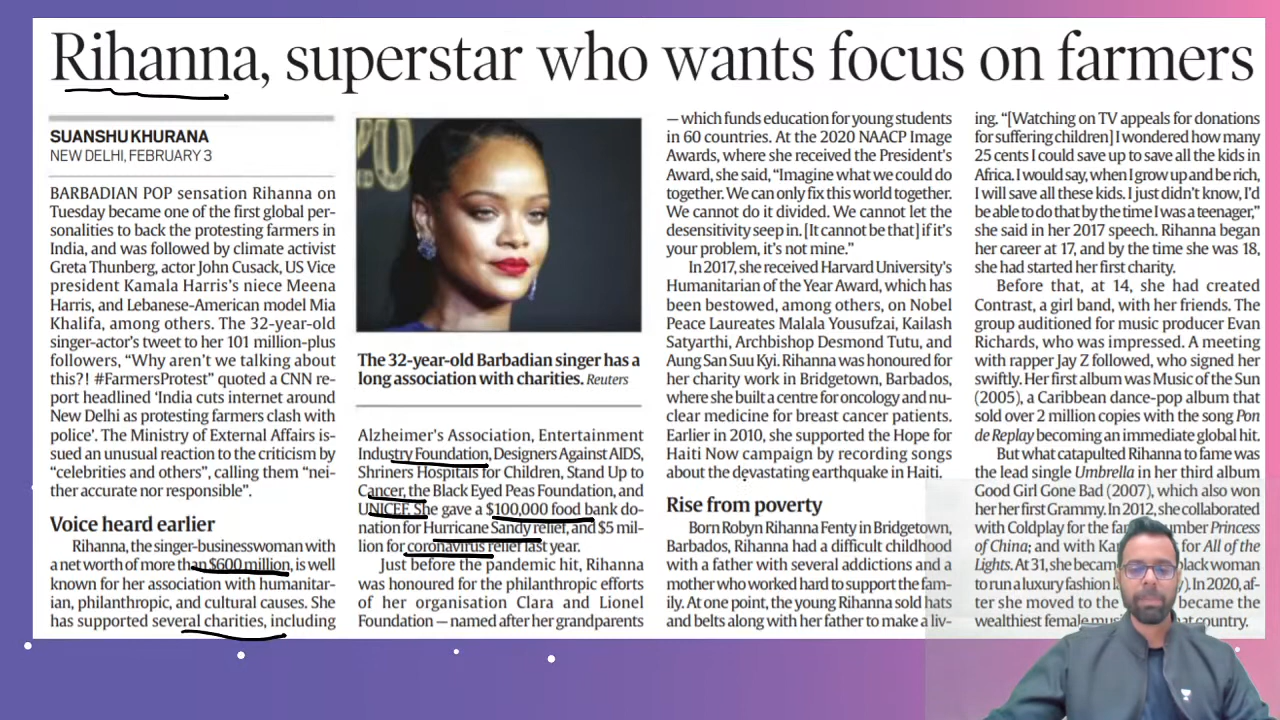 Rihanna, superstar who wants focus on farmers
SUANSHU KHURANA
NEW DELHI, FEBRUARY 3
BARBADIAN POP sensation Rihanna on
Tuesday became one of the first global per-
sonalities to back the protesting farmers in
India, and was followed by climate activist
Greta Thunberg, actor John Cusack, US Vice
president Kamala Harris's niece Meena
Harris, and Lebanese-American model Mia
Khalifa, among others. The 32-year-old
singer-actor's tweet to her 101 million-plus
followers, "Why aren't we talking about
this?! #FarmersProtest" quoted a CNN re-
port headlined 'India cuts internet around
New Delhi as protesting farmers clash with
police'. The Ministry of External Affairs is-
sued an unusual reaction to the criticism by
"celebrities and others", calling them "nei-
ther accurate nor responsible".
Voice heard earlier
Rihanna, the singer-businesswoman with
a net worth of more than $600 million, is well
known for her association with humanitar-
ian, philanthropic, and cultural causes. She
has supported several charities, including
20
The 32-year-old Barbadian singer has a
long association with charities. Reuters
Alzheimer's Association, Entertainment
Industry Foundation, Designers Against AIDS,
Shriners Hospitals for Children, Stand Up to
Cancer, the Black Eyed Peas Foundation, and
UNICEF. She gave a $100,000 food bank do-
nation for Hurricane Sandy relief, and $5 mil-
lion for coronavirus relief last year.
Just before the pandemic hit, Rihanna
was honoured for the philanthropic efforts
of her organisation Clara and Lionel
Foundation — named after her grandparents
— which funds education for young students
in 60 countries. At the 2020 NAACP Image
Awards, where she received the President's
Award, she said, "Imagine what we could do
together. We can only fix this world together.
We cannot do it divided. We cannot let the
desensitivity seep in. [It cannot be that] if it's
your problem, it's not mine."
In 2017, she received Harvard University's
Humanitarian of the Year Award, which has
been bestowed, among others, on Nobel
Peace Laureates Malala Yousufzai, Kailash
Satyarthi, Archbishop Desmond Tutu, and
Aung San Suu Kyi. Rihanna was honoured for
her charity work in Bridgetown, Barbados,
where she built a centre for oncology and nu-
clear medicine for breast cancer patients.
Earlier in 2010, she supported the Hope for
Haiti Now campaign by recording songs
about the devastating earthquake in Haiti.
Rise from poverty
Born Robyn Rihanna Fenty in Bridgetown,
Barbados, Rihanna had a difficult childhood
with a father with several addictions and a
mother who worked hard to support the fam-
ily. At one point, the young Rihanna sold hats
and belts along with her father to make a liv-
ing. "[Watching on TV appeals for donations
for suffering children] I wondered how many
25 cents I could save up to save all the kids in
Africa. I would say, when I grow up and be rich,
I will save all these kids. I just didn't know, I'd
be able to do that by the time I was a teenager,"
she said in her 2017 speech. Rihanna began
her career at 17, and by the time she was 18,
she had started her first charity.
Before that, at 14, she had created
Contrast, a girl band, with her friends. The
group auditioned for music producer Evan
Richards, who was impressed. A meeting
with rapper Jay Z followed, who signed her
swiftly. Her first album was Music of the Sun
(2005), a Caribbean dance-pop album that
sold over 2 million copies with the song Pon
de Replay becoming an immediate global hit.
But what catapulted Rihanna to fame was
the lead single Umbrella in her third album
Good Girl Gone Bad (2007), which also won
her her first Grammy. In 2012, she collaborated
with Coldplay for the number Princess
of China; and with for All of the
Lights. At 31, she became black woman
to run a luxury fashion In 2020, af-
ter she moved to the became the
wealthiest female that country.